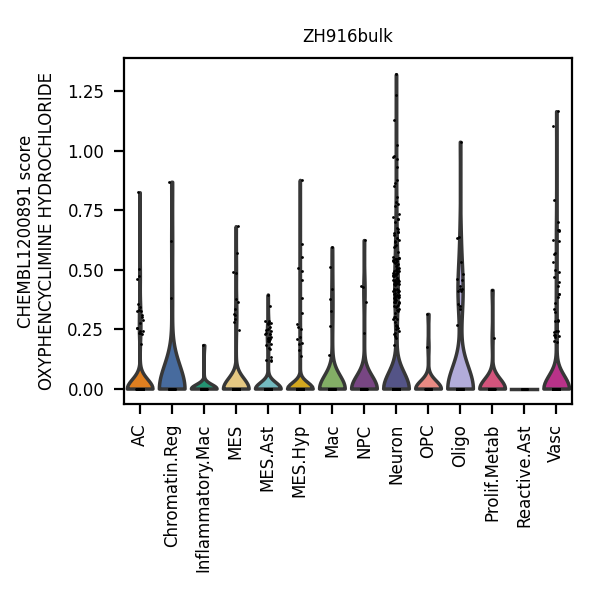 ZH916bulk
CHEMBL1200891 score
OXYPHENCYCLIMINE HYDROCHLORIDE
1.25
1.00
0.75
0.50
0.25
0.00
AC
Chromatin.Reg
Inflammatory.Mac
MES
MES.Ast
MES.Hyp
Mac
NPC
Neuron
OPC
Oligo
Prolif.Metab
Reactive.Ast
Vasc